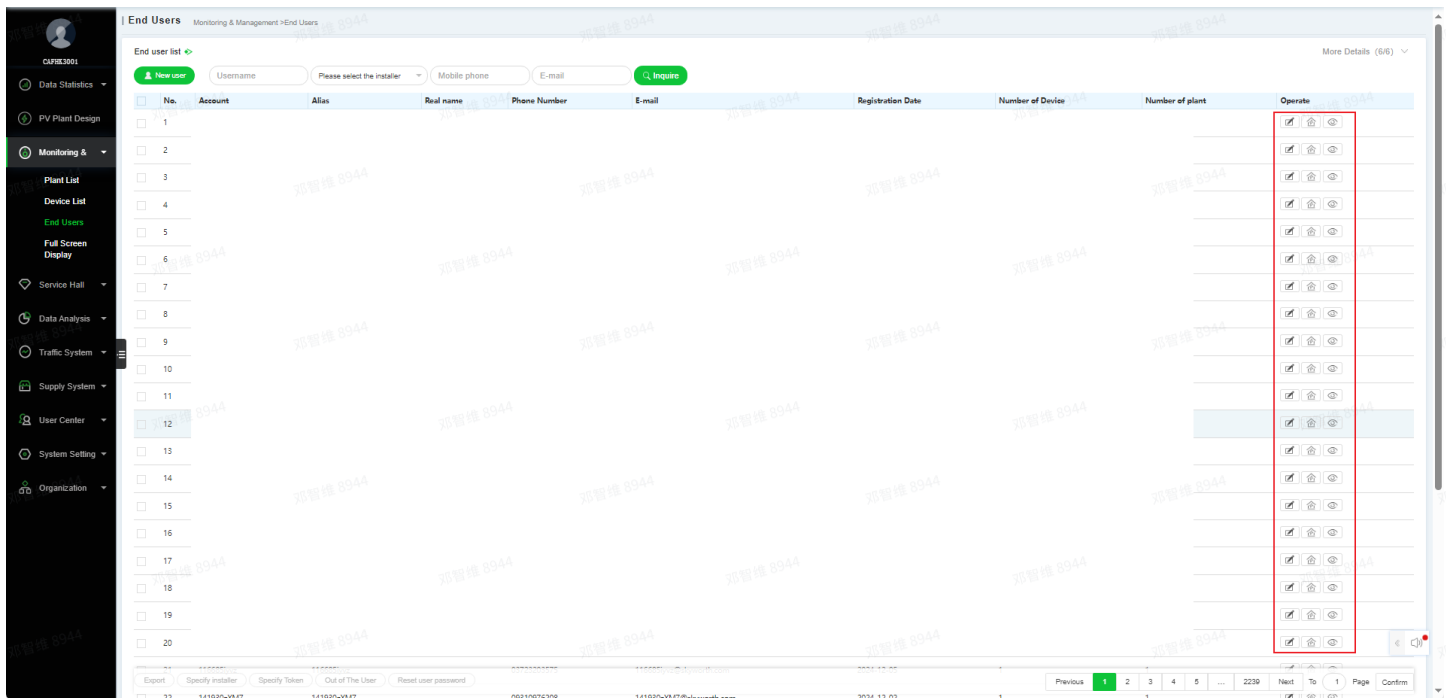 End Users Monitoring & Management >End Users
CAFHK3001
Data Statistics
PV Plant Design
Monitoring &
Plant List
Device List
End Users
Full Screen
Display
Service Hall
Data Analysis
Traffic System
Supply System
User Center
System Setting
Organization
End user list
More Details (6/6)
New user Username Please select the installer Mobile phone E-mail Inquire
No. Account Alias Real name Phone Number E-mail Registration Date Number of Device Number of plant Operate
1
2
3
4
5
6
7
8
9
10
11
12
13
14
15
16
17
18
19
20
Export Specify installer Specify Token Out of The User Reset user password
Previous 1 2 3 4 5 ... 2239 Next To 1 Page Confirm
邓智维 8944